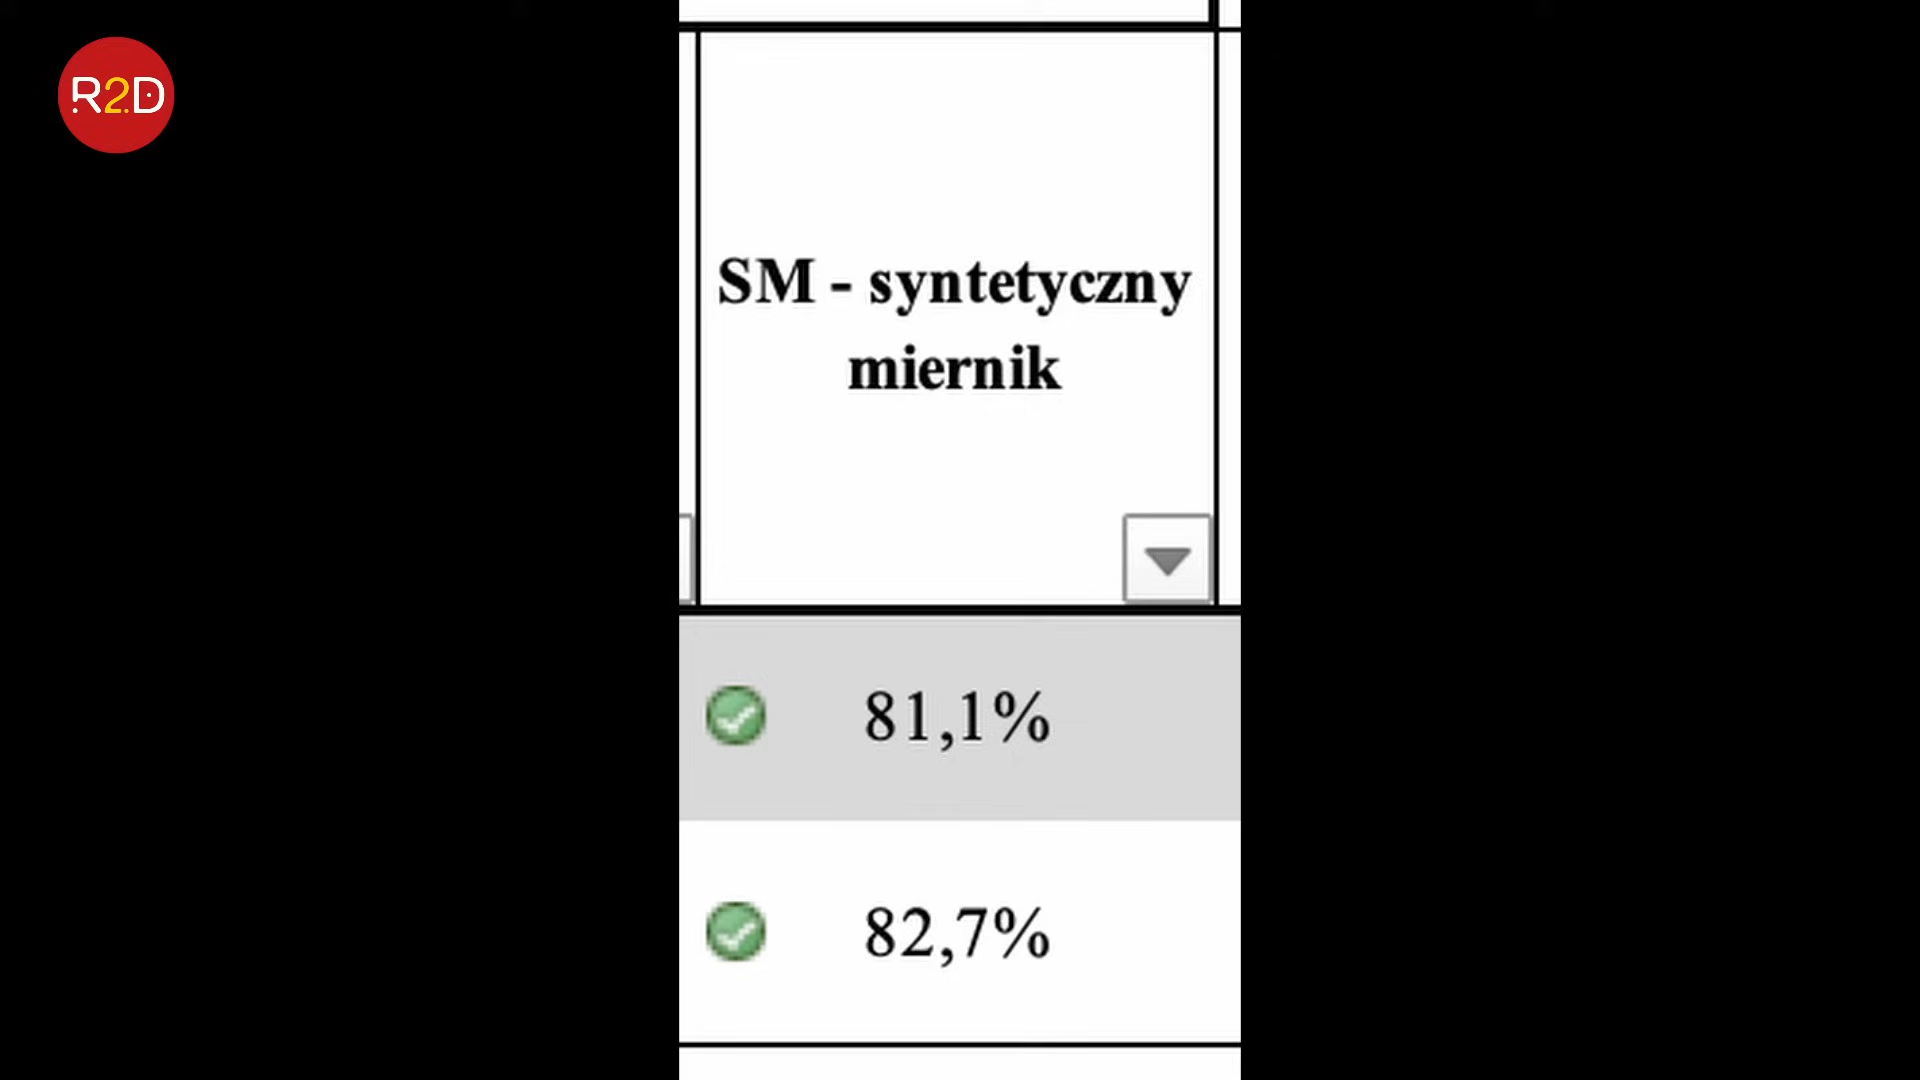 R2D
SM - syntetyczny
miernik
81,1%
82,7%